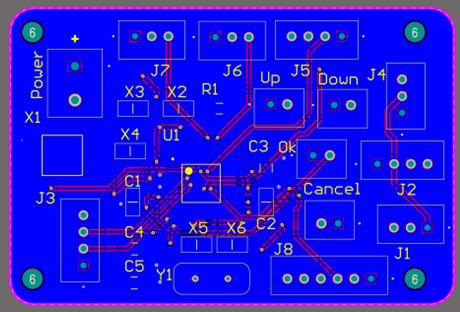 6
6
+
J7
J6
J5
Power
X3
X2
R1
Up
Down
J4
X1
X4
U1
C3
Ok
J3
C1
Cancel
J2
C4
X5
X6
C2
J8
J1
C5
Y1
6
6